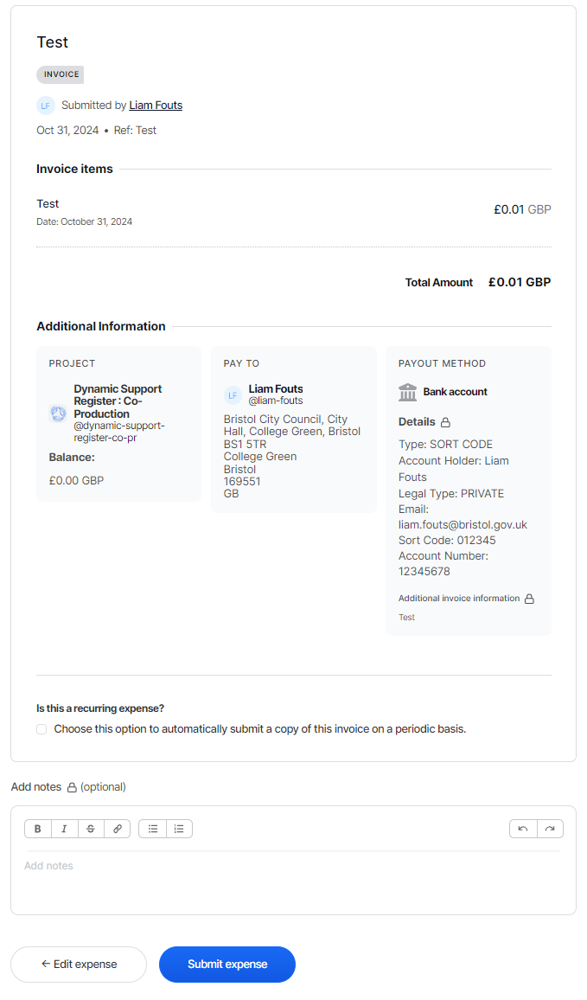 Test
INVOICE
LF Submitted by Liam Fouts
Oct 31, 2024 • Ref: Test
Invoice items
Test
£0.01 GBP
Date: October 31, 2024
Total Amount £0.01 GBP
Additional Information
PROJECT
Dynamic Support
Register : Co-
Production
@dynamic-support-
register-co-pr
Balance:
£0.00 GBP
PAY TO
LF
Liam Fouts
@liam-fouts
Bristol City Council, City
Hall, College Green, Bristol
BS1 5TR
College Green
Bristol
169551
GB
PAYOUT METHOD
Bank account
Details
Type: SORT CODE
Account Holder: Liam
Fouts
Legal Type: PRIVATE
Email:
liam.fouts@bristol.gov.uk
Sort Code: 012345
Account Number:
12345678
Additional invoice information
Test
Is this a recurring expense?
Choose this option to automatically submit a copy of this invoice on a periodic basis.
Add notes (optional)
B I S
Add notes
← Edit expense
Submit expense